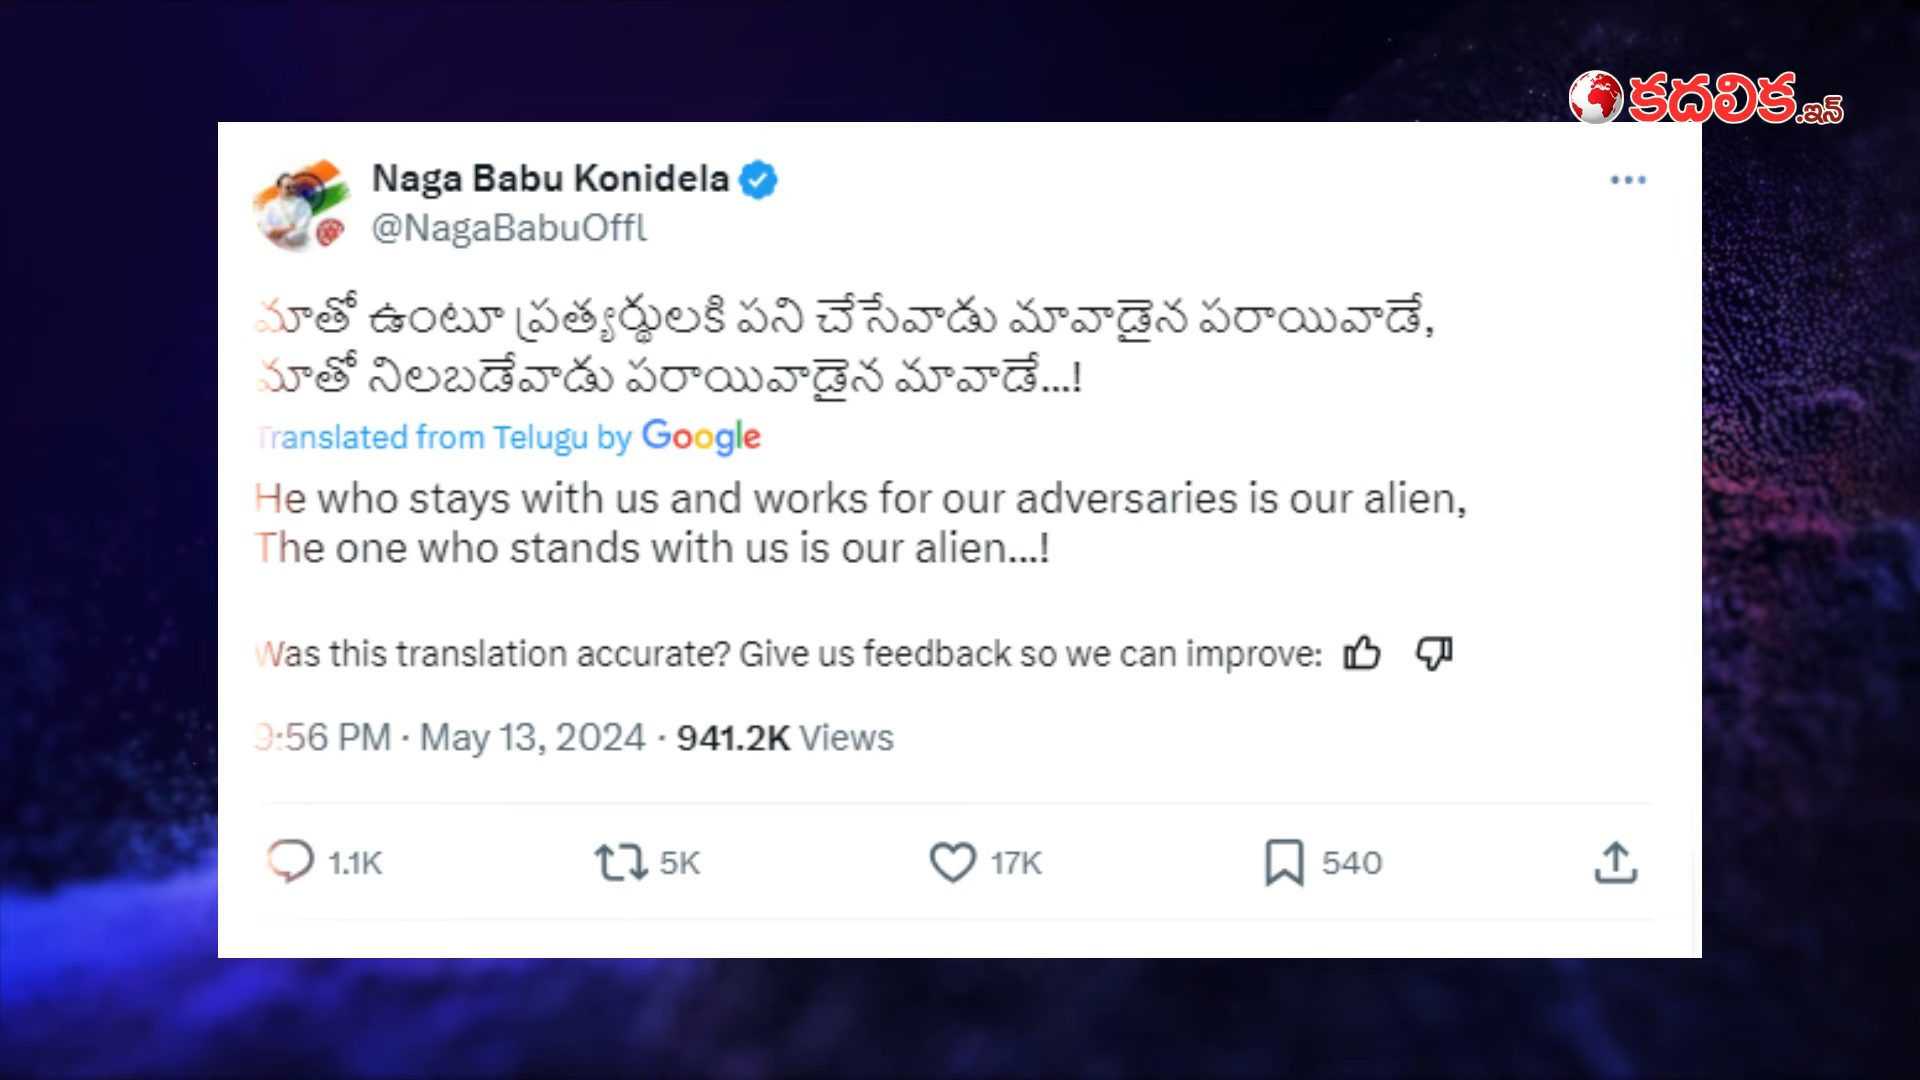 కదలిక.ఇన్
Naga Babu Konidela
@NagaBabuOffl
మాతో ఉంటూ ప్రత్యర్థులకి పని చేసేవాడు మావాడైన పరాయివాడే,
మాతో నిలబడేవాడు పరాయివాడైన మావాడే...!
Translated from Telugu by Google
He who stays with us and works for our adversaries is our alien,
The one who stands with us is our alien...!
Was this translation accurate? Give us feedback so we can improve:
9:56 PM · May 13, 2024 · 941.2K Views
1.1K 5K 17K 540